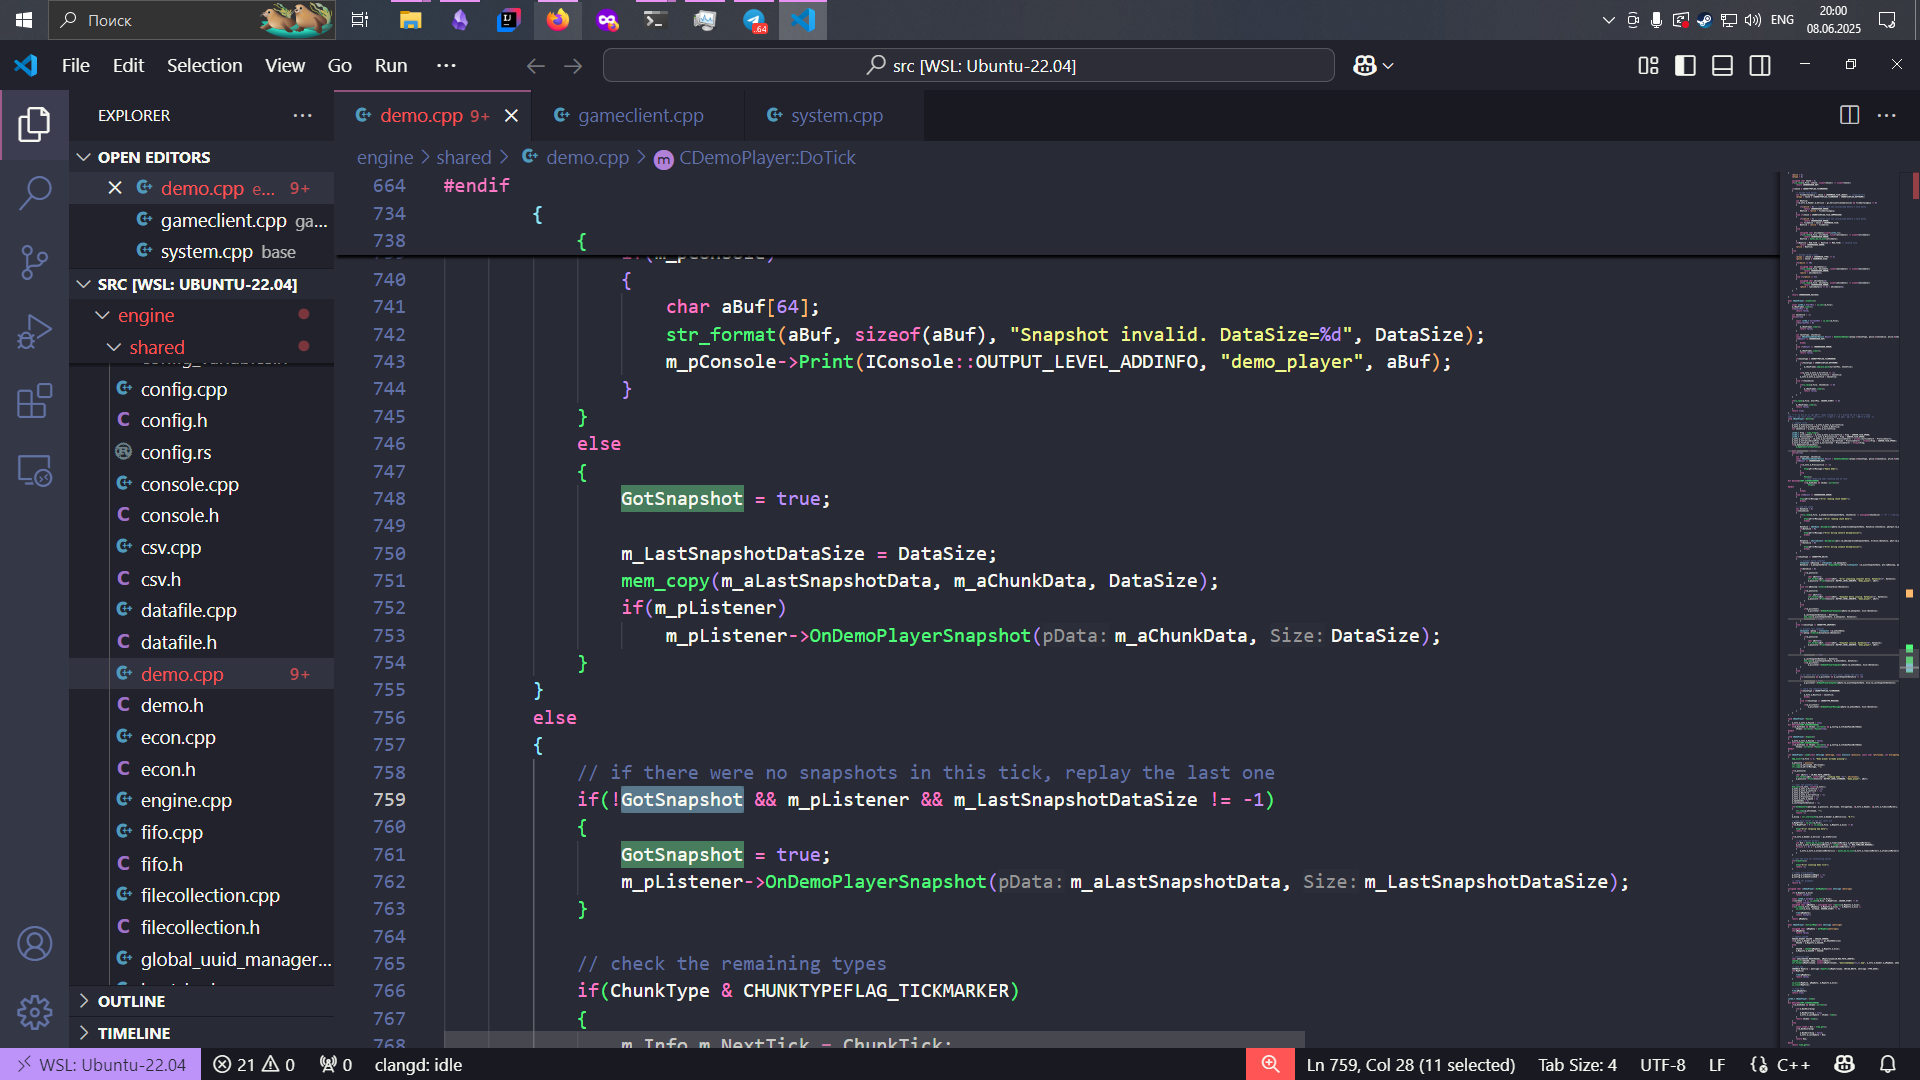 Поиск
64
ENG
20:00
08.06.2025
File Edit Selection View Go Run ···
src [WSL: Ubuntu-22.04]
EXPLORER
OPEN EDITORS
demo.cpp e... 9+
gameclient.cpp ga...
system.cpp base
SRC [WSL: UBUNTU-22.04]
engine
shared
config.cpp
config.h
config.rs
console.cpp
console.h
csv.cpp
csv.h
datafile.cpp
datafile.h
demo.cpp 9+
demo.h
econ.cpp
econ.h
engine.cpp
fifo.cpp
fifo.h
filecollection.cpp
filecollection.h
global_uuid_manager...
OUTLINE
TIMELINE
demo.cpp 9+
gameclient.cpp
system.cpp
engine > shared > demo.cpp > CDemoPlayer::DoTick
664 #endif
734 {
738 {
if(m_pConsole)
740 {
741 char aBuf[64];
742 str_format(aBuf, sizeof(aBuf), "Snapshot invalid. DataSize=%d", DataSize);
743 m_pConsole->Print(IConsole::OUTPUT_LEVEL_ADDINFO, "demo_player", aBuf);
744 }
745 }
746 else
747 {
748 GotSnapshot = true;
749
750 m_LastSnapshotDataSize = DataSize;
751 mem_copy(m_aLastSnapshotData, m_aChunkData, DataSize);
752 if(m_pListener)
753 m_pListener->OnDemoPlayerSnapshot(pData: m_aChunkData, Size: DataSize);
754 }
755 }
756 else
757 {
758 // if there were no snapshots in this tick, replay the last one
759 if(!GotSnapshot && m_pListener && m_LastSnapshotDataSize != -1)
760 {
761 GotSnapshot = true;
762 m_pListener->OnDemoPlayerSnapshot(pData: m_aLastSnapshotData, Size: m_LastSnapshotDataSize);
763 }
764
765 // check the remaining types
766 if(ChunkType & CHUNKTYPEFLAG_TICKMARKER)
767 {
768 m_Info.m_NextTick = ChunkTick;
WSL: Ubuntu-22.04 21 0 0 clangd: idle
Ln 759, Col 28 (11 selected) Tab Size: 4 UTF-8 LF C++